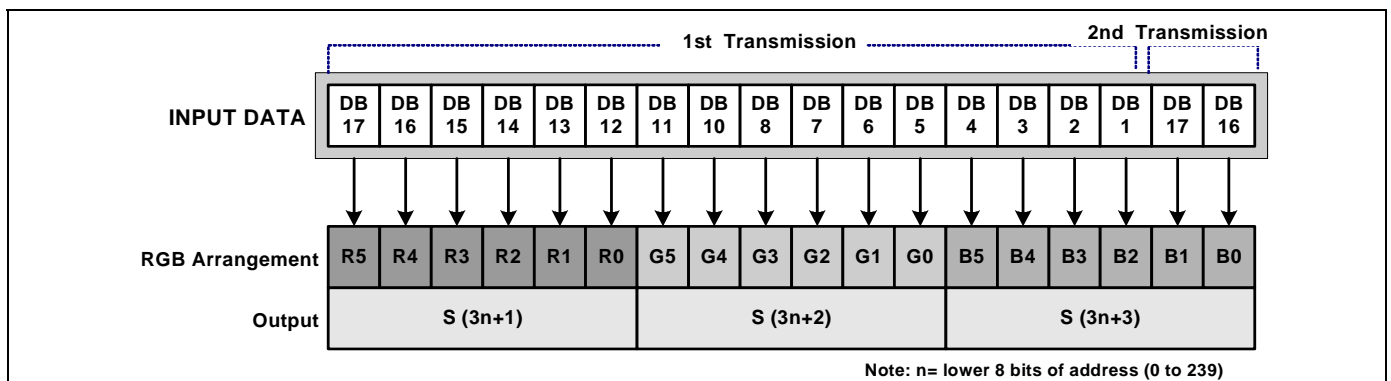 2nd Transmission
1st Transmission
INPUT DATA
DB 17 DB 16 DB 15 DB 14 DB 13 DB 12 DB 11 DB 10 DB 8 DB 7 DB 6 DB 5 DB 4 DB 3 DB 2 DB 1 DB 17 DB 16
RGB Arrangement R5 R4 R3 R2 R1 R0 G5 G4 G3 G2 G1 G0 B5 B4 B3 B2 B1 B0
Output S (3n+1) S (3n+2) S (3n+3)
Note: n= lower 8 bits of address (0 to 239)